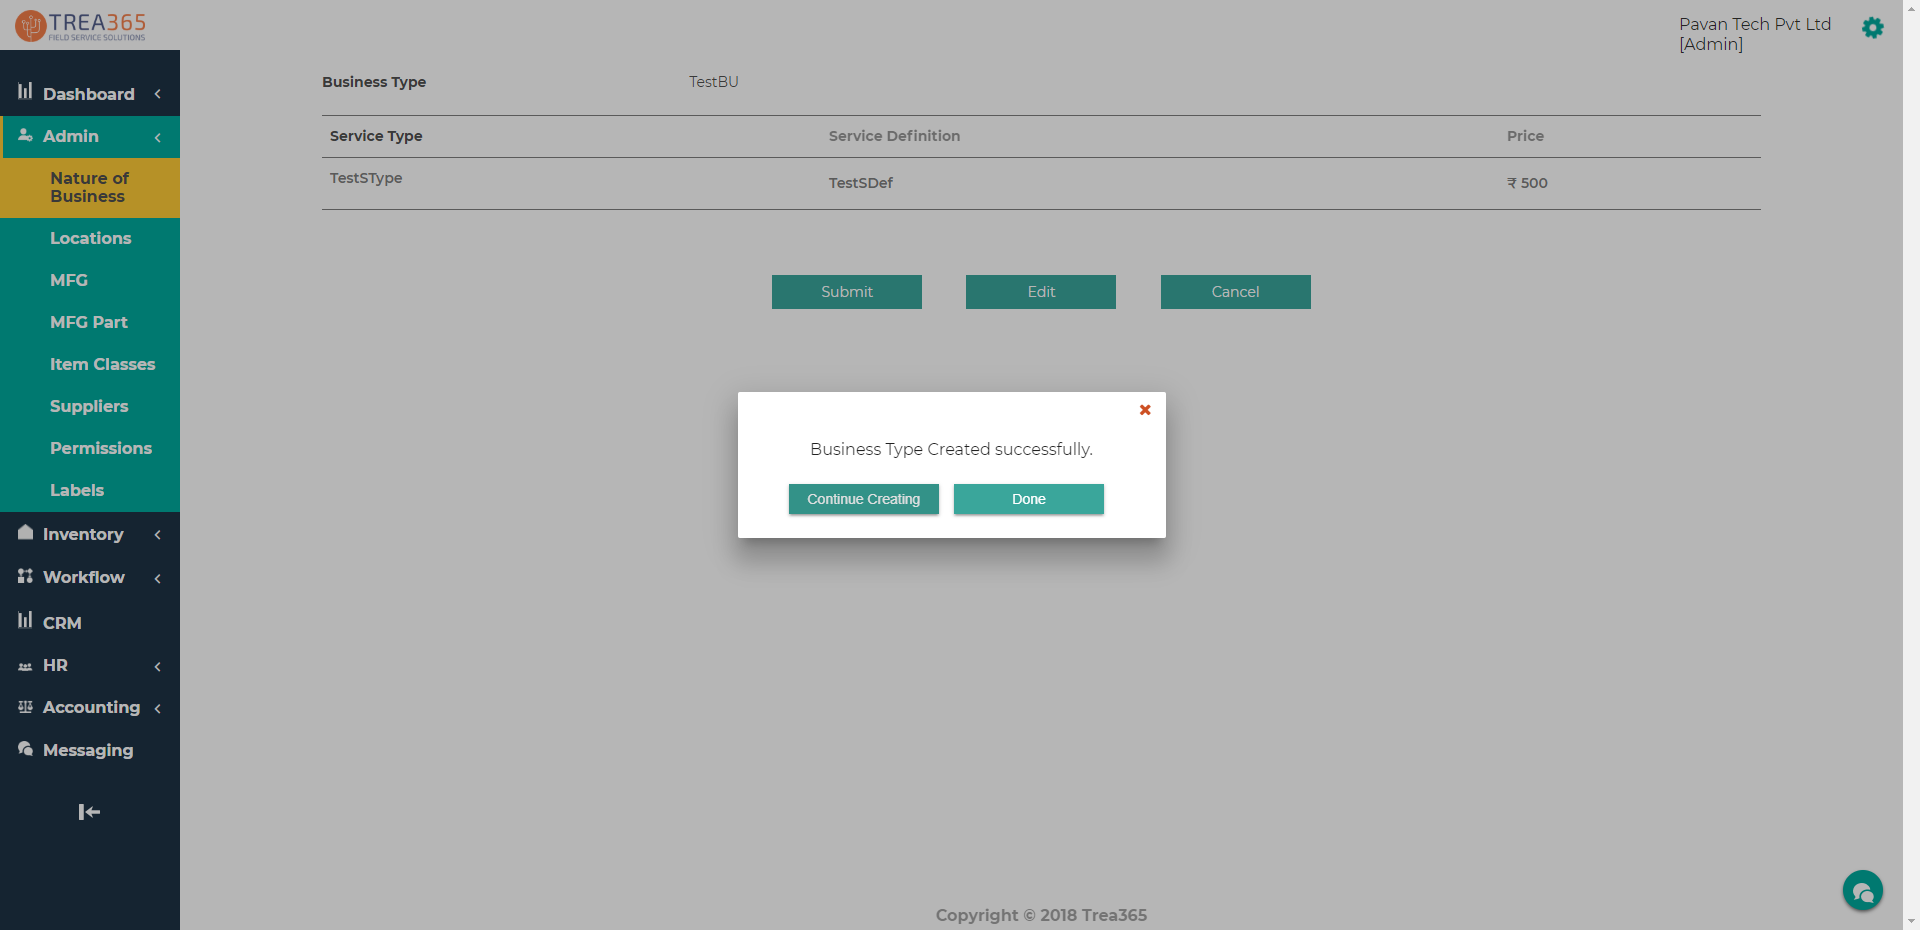 TREA365
FIELD SERVICE SOLUTIONS
Pavan Tech Pvt Ltd
[Admin]
Dashboard
Admin
Nature of
Business
Locations
MFG
MFG Part
Item Classes
Suppliers
Permissions
Labels
Inventory
Workflow
CRM
HR
Accounting
Messaging
Business Type TestBU
Service Type Service Definition Price
TestSType TestSDef ₹ 500
Submit Edit Cancel
Business Type Created successfully.
Continue Creating Done
Copyright © 2018 Trea365